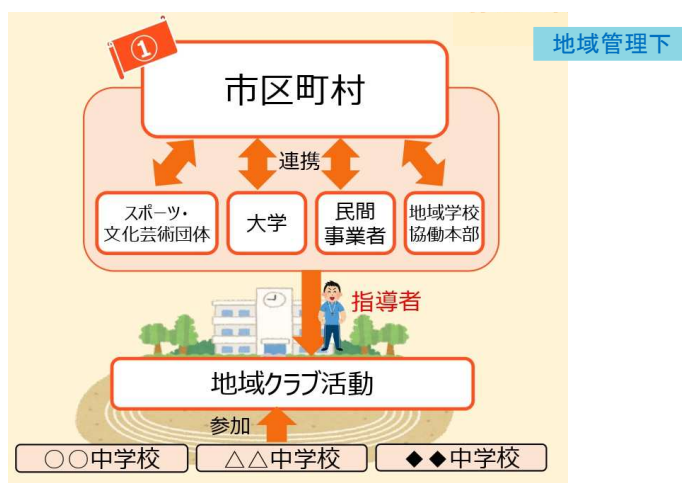 地域管理下
①
市区町村
連携
スポーツ・
文化芸術団体
大学
民間
事業者
地域学校
協働本部
指導者
地域クラブ活動
参加
○○中学校
△△中学校
◆◆中学校